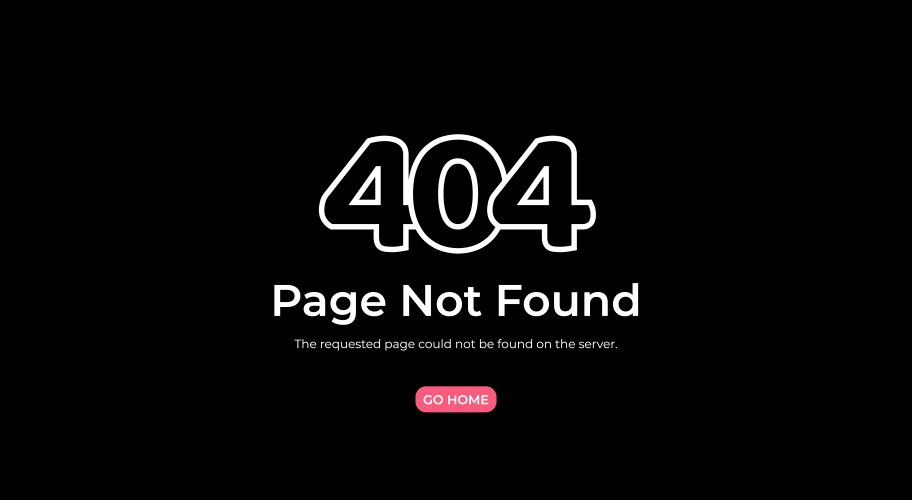 404
Page Not Found
The requested page could not be found on the server.
GO HOME